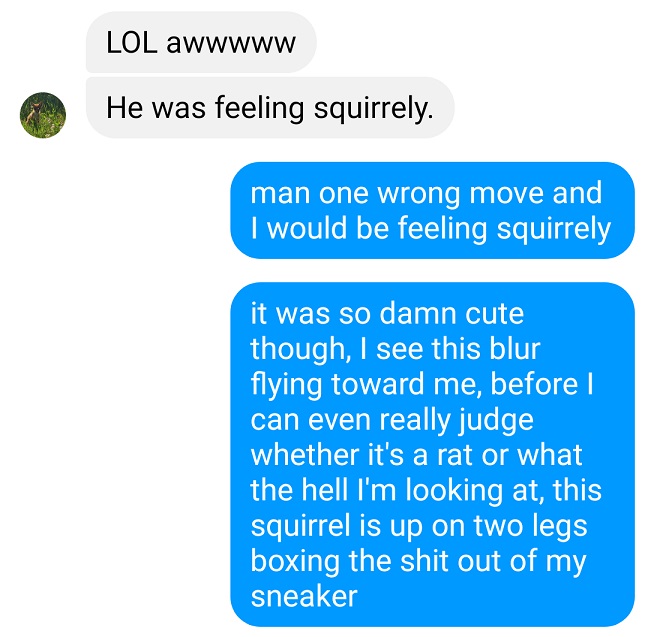 LOL awwwww
He was feeling squirrely.
man one wrong move and
I would be feeling squirrely
it was so damn cute
though, I see this blur
flying toward me, before I
can even really judge
whether it's a rat or what
the hell I'm looking at, this
squirrel is up on two legs
boxing the shit out of my
sneaker